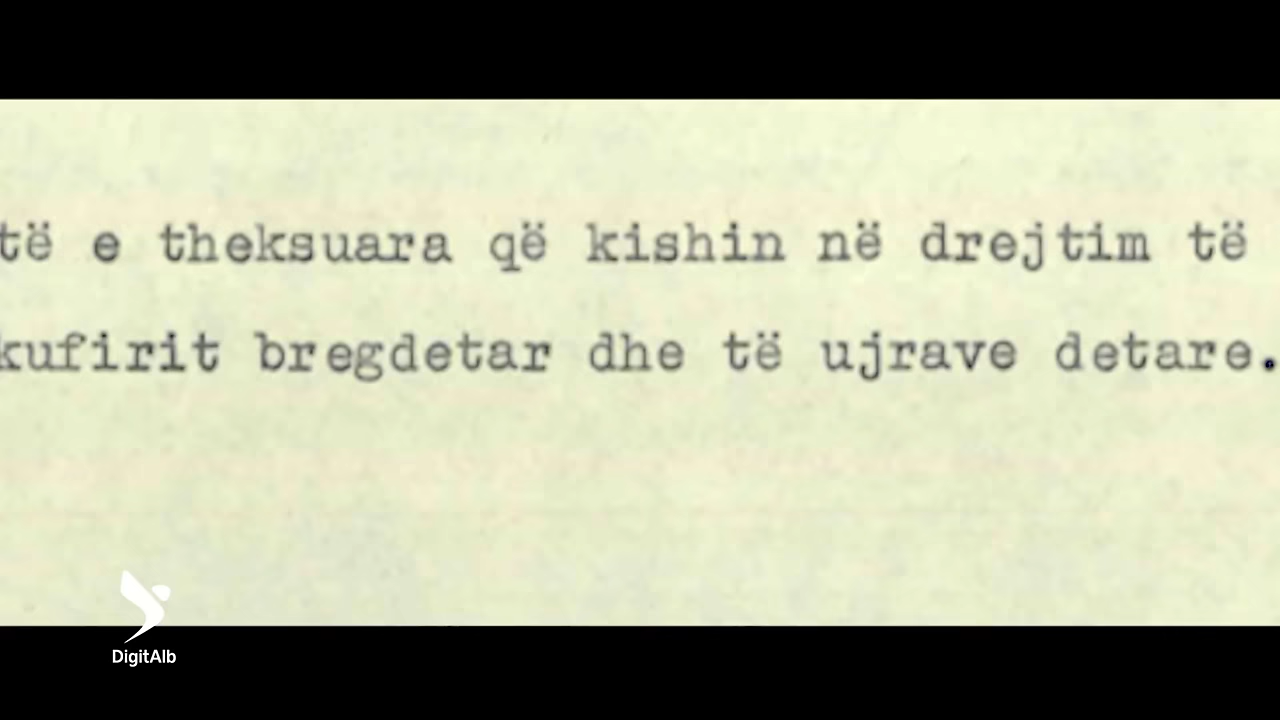 të e theksuara që kishin në drejtim të
kufirit bregdetar dhe të ujrave detare.
DigitAlb